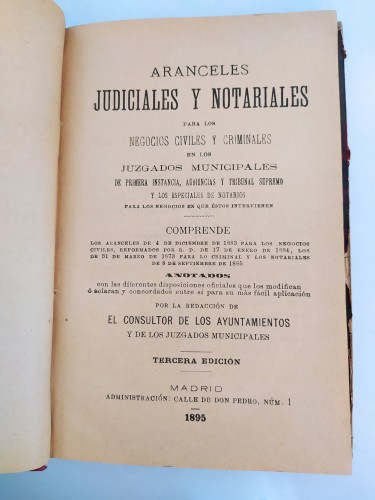 ARANCELES
JUDICIALES Y NOTARIALES
PARA LOS
NEGOCIOS CIVILES Y CRIMINALES
EN LOS
JUZGADOS MUNICIPALES
DE PRIMERA INSTANCIA, AUDIENCIAS Y TRIBUNAL SUPREMO
Y LOS ESPECIALES DE NOTARIOS
PARA LOS NEGOCIOS EN QUE ÉSTOS INTERVIENEN
COMPRENDE
LOS ARANCELES DE 4 DE DICIEMBRE DE 1883 PARA LOS NEGOCIOS
CIVILES, REFORMADOS POR R. D. DE 17 DE ENERO DE 1884, LOS
DE 31 DE MARZO DE 1873 PARA LO CRIMINAL Y LOS NOTARIALES
DE 8 DE SEPTIEMBRE DE 1885
ANOTADOS
con las diferentes disposiciones oficiales que los modifican
ó aclaran y concordados entre sí para su más fácil aplicación
POR LA REDACCIÓN DE
EL CONSULTOR DE LOS AYUNTAMIENTOS
Y DE LOS JUZGADOS MUNICIPALES
TERCERA EDICIÓN
MADRID
ADMINISTRACIÓN: CALLE DE DON PEDRO, NÚM. 1
1895